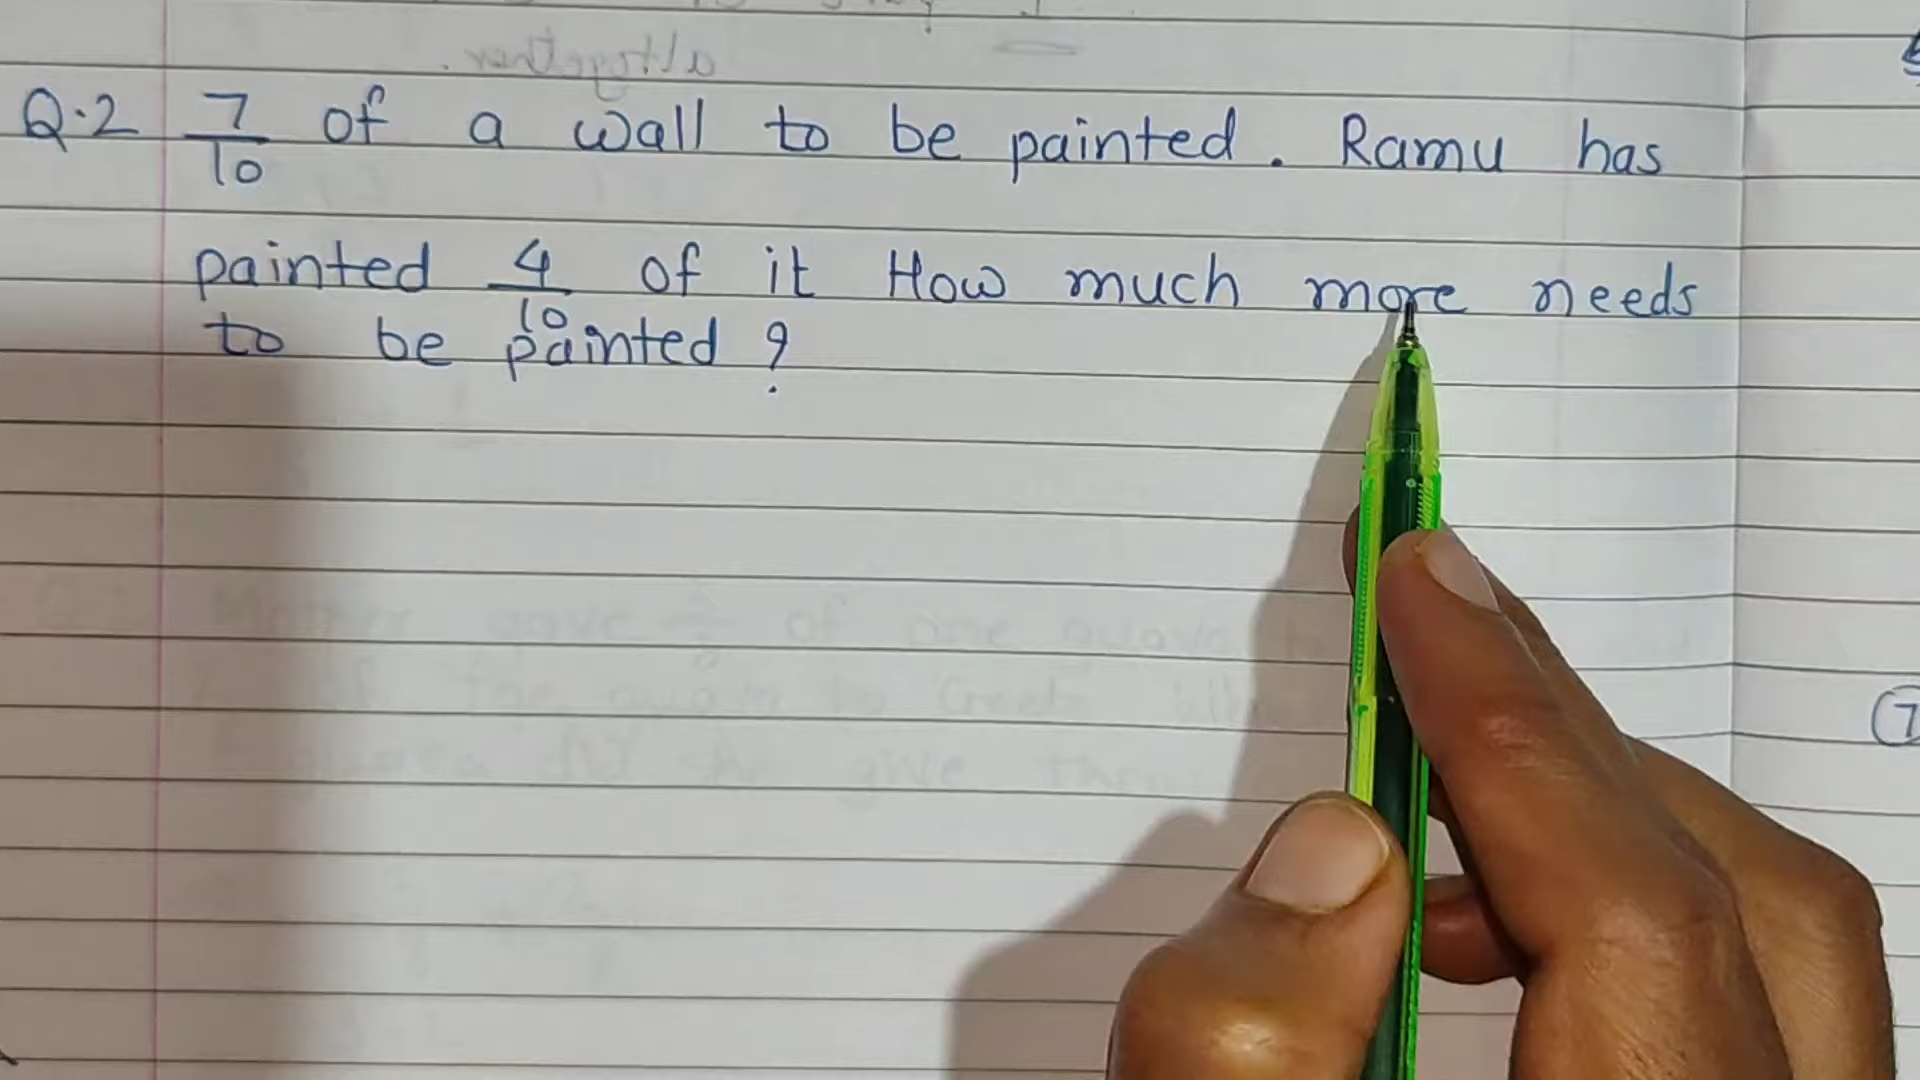 Q.2 7/10 of a wall to be painted. Ramu has
painted 4/10 of it How much more needs
to be painted ?
7